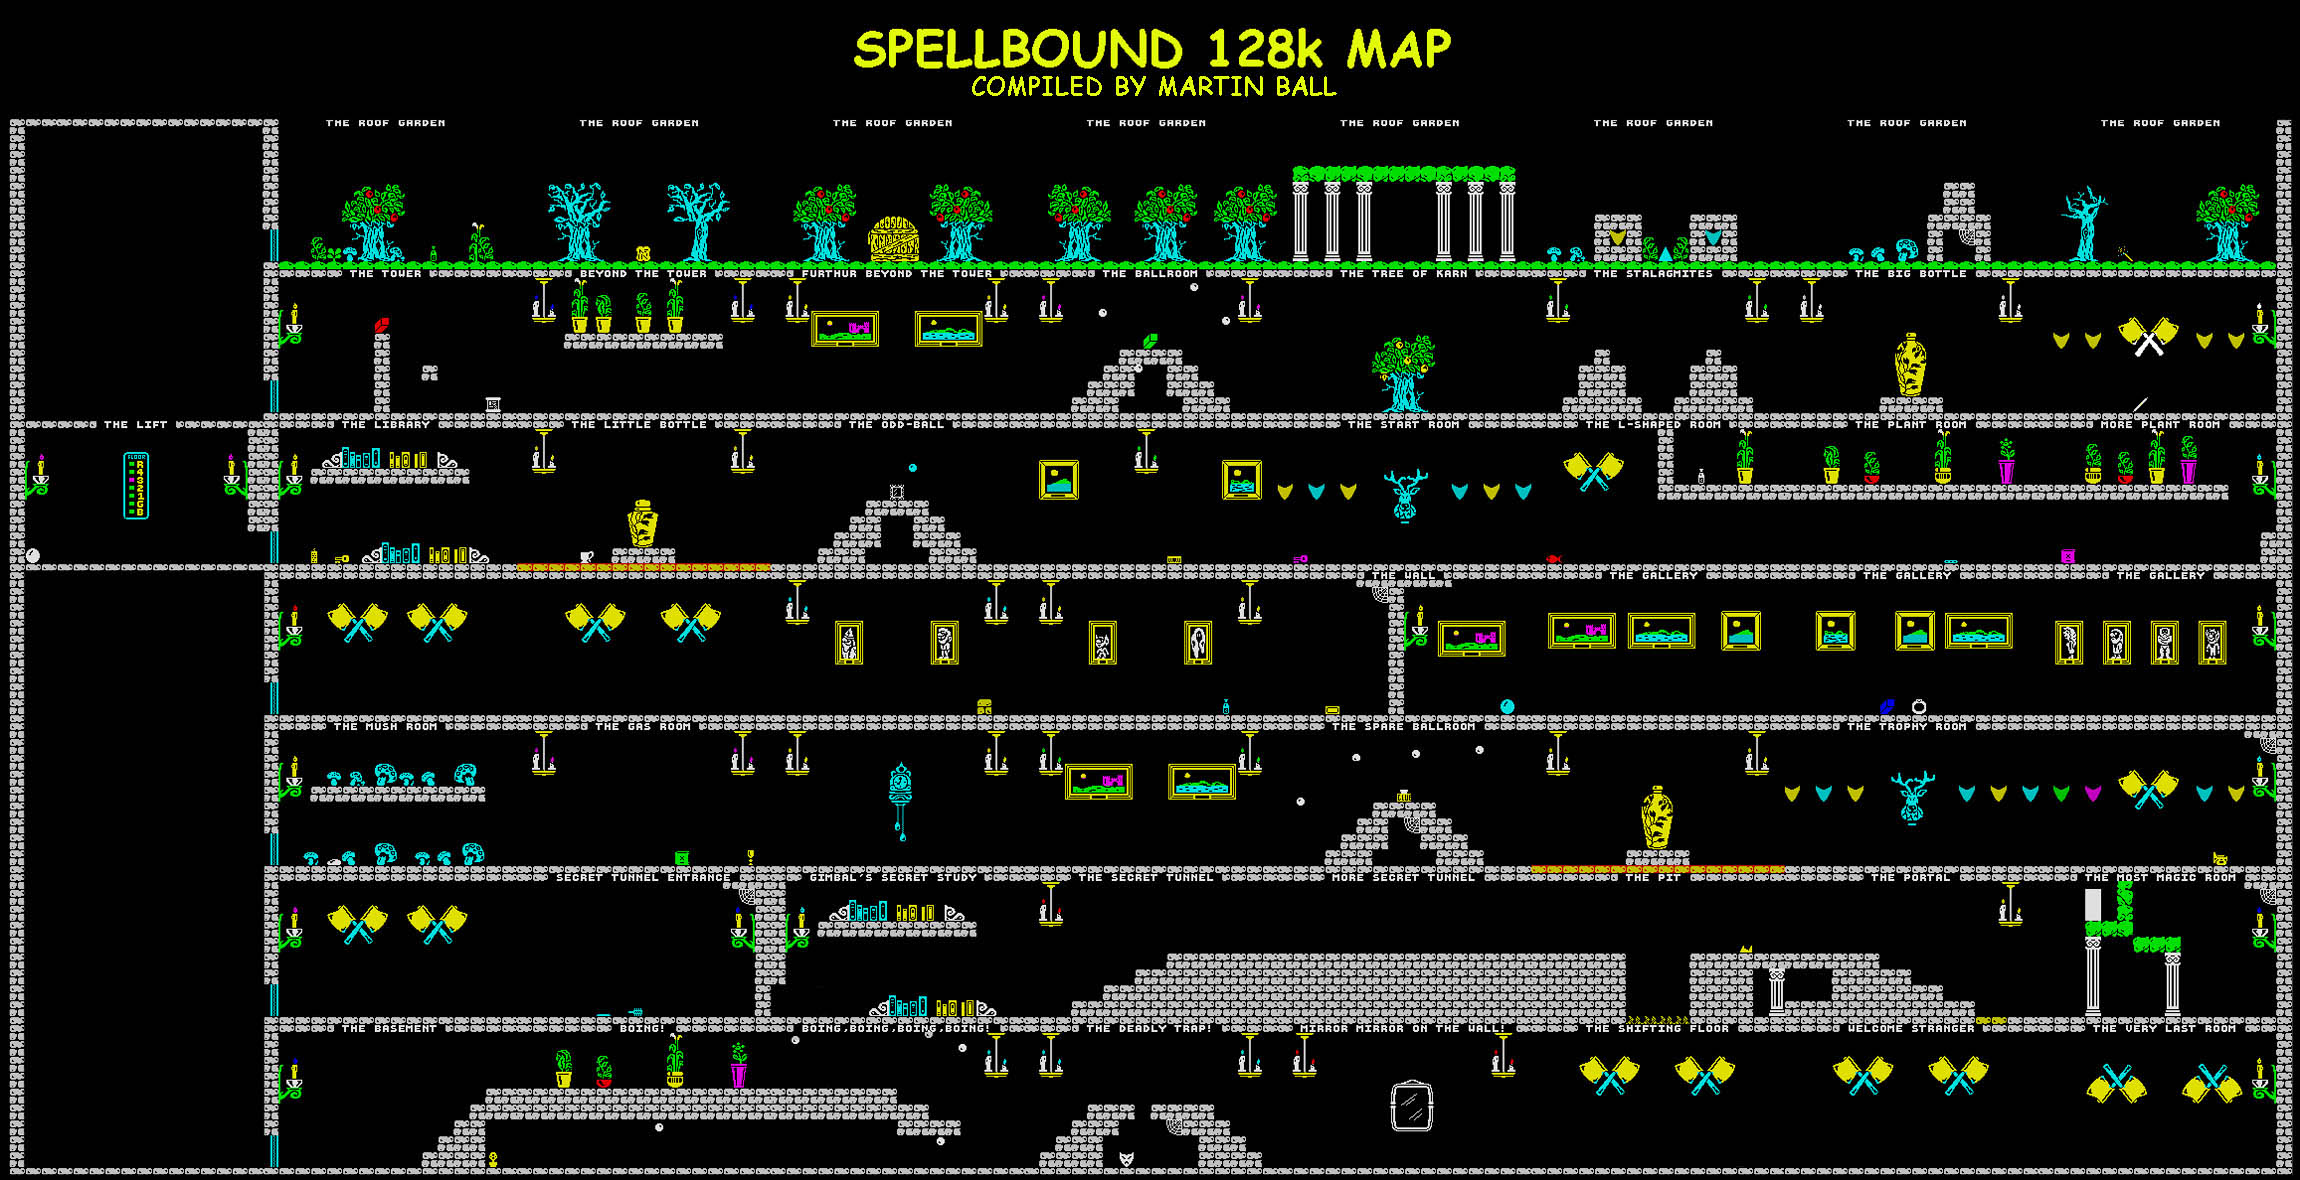 SPELLBOUND 128k MAP
COMPILED BY MARTIN BALL
THE ROOF GARDEN THE ROOF GARDEN THE ROOF GARDEN THE ROOF GARDEN THE ROOF GARDEN THE ROOF GARDEN THE ROOF GARDEN THE ROOF GARDEN
THE TOWER BEYOND THE TOWER FURTHUR BEYOND THE TOWER THE BALLROOM THE TREE OF KARN THE STALAGMITES THE BIG BOTTLE
THE LIFT THE LIBRARY THE LITTLE BOTTLE THE ODD-BALL THE START ROOM THE L-SHAPED ROOM THE PLANT ROOM MORE PLANT ROOM
FLOOR
R
4
3
2
1
G
B
THE WALL THE GALLERY THE GALLERY THE GALLERY
THE MUSH ROOM THE GAS ROOM THE SPARE BALLROOM THE TROPHY ROOM
GLUE
SECRET TUNNEL ENTRANCE GIMBAL'S SECRET STUDY THE SECRET TUNNEL MORE SECRET TUNNEL THE PIT THE PORTAL THE MOST MAGIC ROOM
THE BASEMENT BOING! BOING,BOING,BOING,BOING! THE DEADLY TRAP! MIRROR MIRROR ON THE WALL! THE SHIFTING FLOOR WELCOME STRANGER THE VERY LAST ROOM